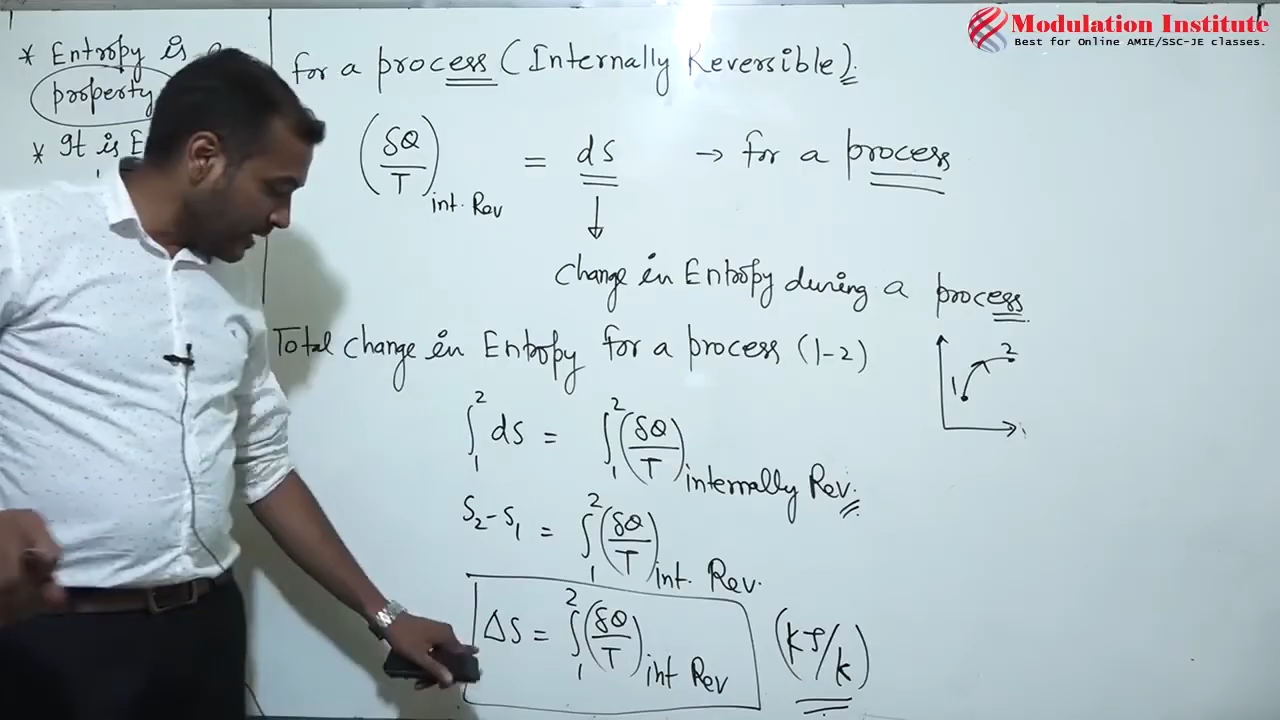 Modulation Institute
Best for Online AMIE/SSC-JE classes.
* Entropy is
property
* It is
for a process (Internally Reversible).
(δQ/T)int. Rev = dS → for a process
↓
Change in Entropy during a process
Total change in Entropy for a process (1-2)
1 2
∫₁² dS = ∫₁² (δQ/T)internally Rev.
S₂-S₁ = ∫₁² (δQ/T)int. Rev.
ΔS = ∫₁² (δQ/T)int Rev (kJ/k)